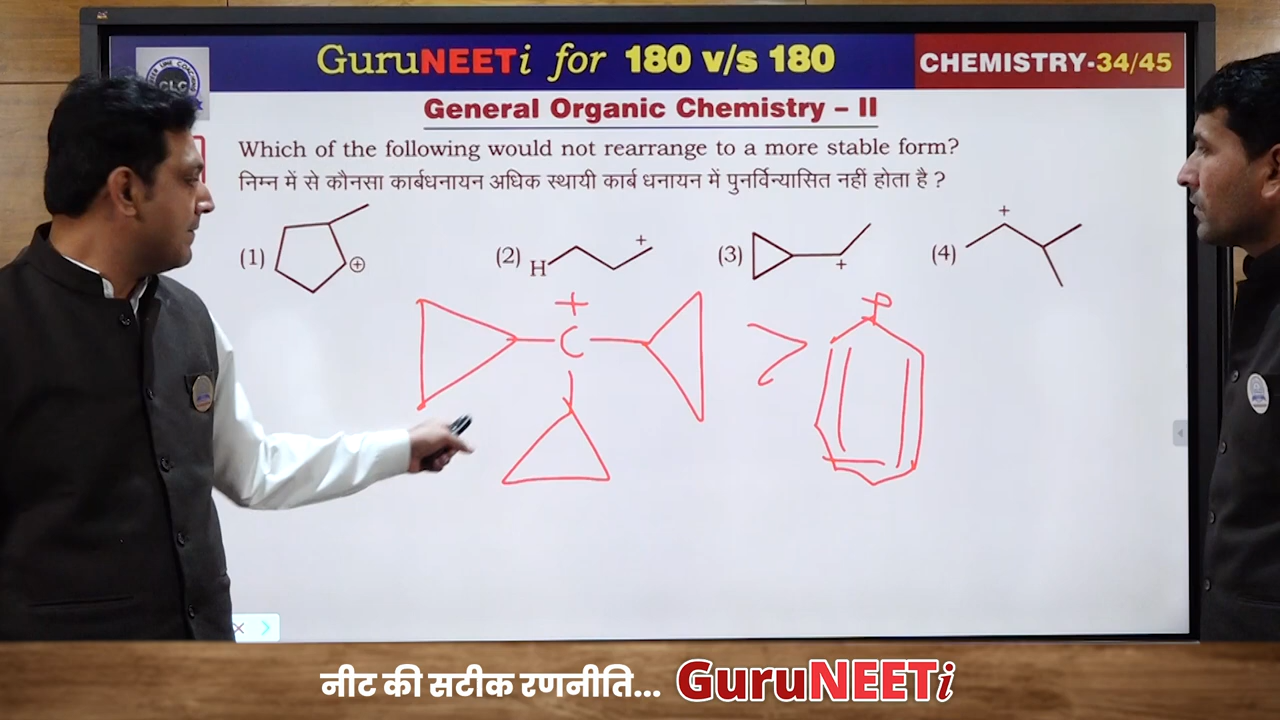 GuruNEETi for 180 v/s 180
CHEMISTRY-34/45
CLC
General Organic Chemistry – II
Which of the following would not rearrange to a more stable form?
निम्न में से कौनसा कार्बधनायन अधिक स्थायी कार्ब धनायन में पुनर्विन्यासित नहीं होता है ?
(1) ⊕
(2) H +
(3) +
(4) +
+
C
>
नीट की सटीक रणनीति... GuruNEETi